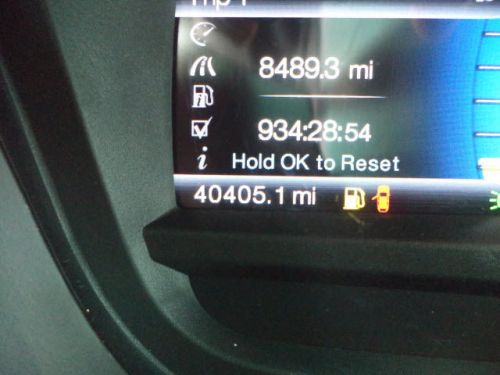 8489.3 mi
934:28:54
i Hold OK to Reset
40405.1 mi